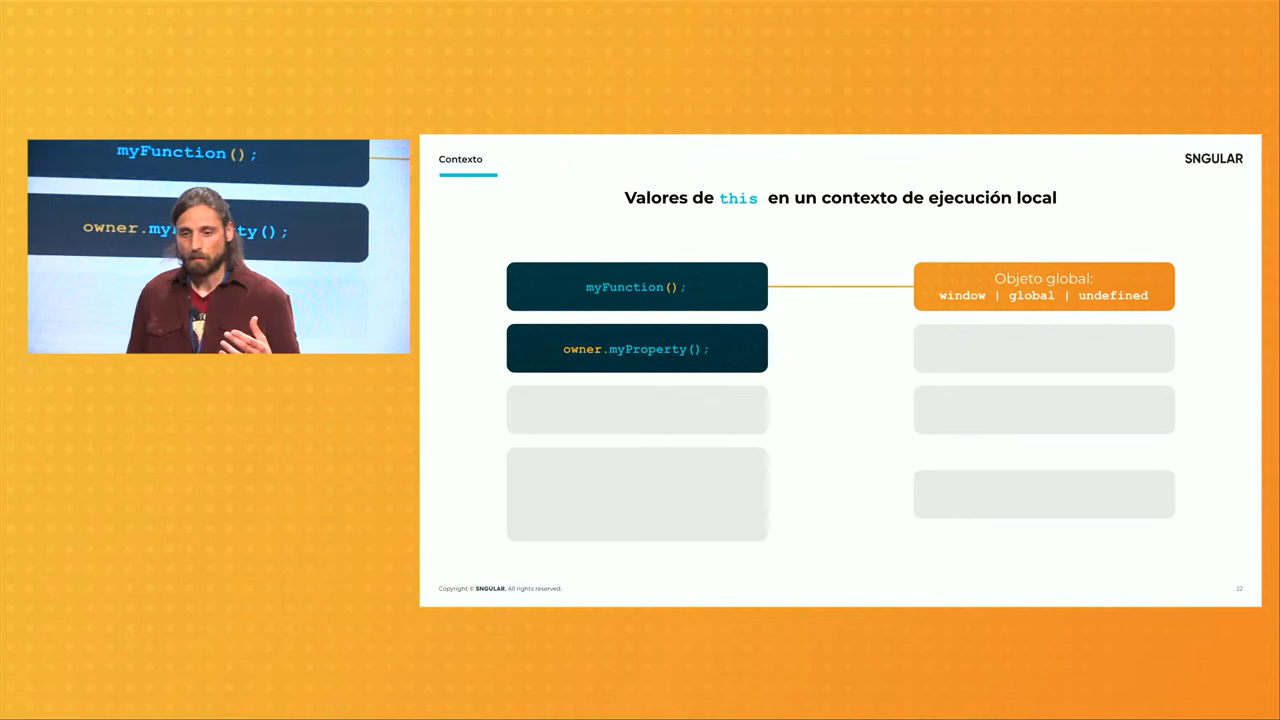 myFunction();
owner.my ty();
Contexto
SNGULAR
Valores de this en un contexto de ejecución local
myFunction();
Objeto global:
window | global | undefined
owner.myProperty();
Copyright © SNGULAR. All rights reserved.
22